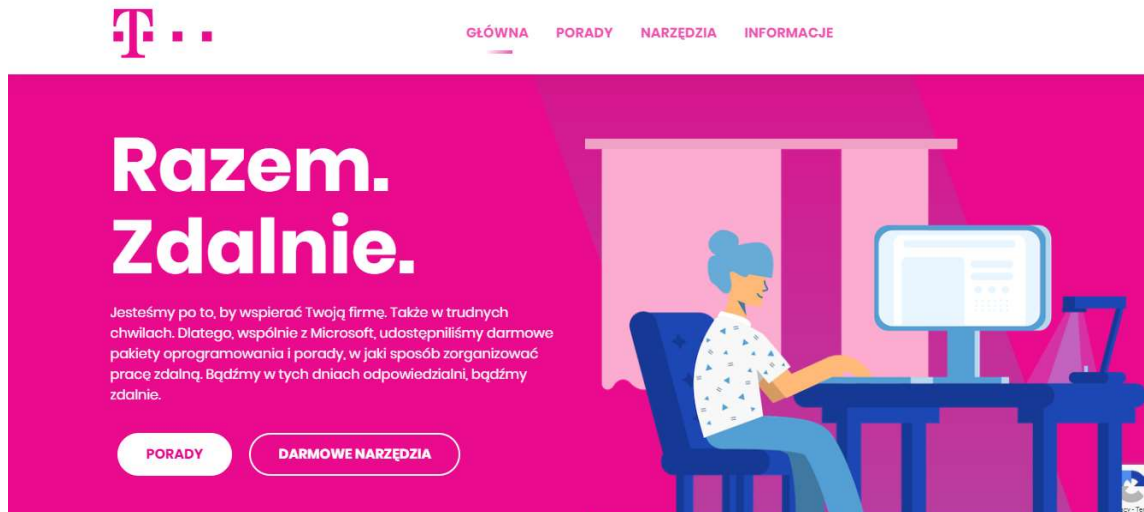 T
GŁÓWNA PORADY NARZĘDZIA INFORMACJE
Razem.
Zdalnie.
Jesteśmy po to, by wspierać Twoją firmę. Także w trudnych
chwilach. Dlatego, wspólnie z Microsoft, udostępniliśmy darmowe
pakiety oprogramowania i porady, w jaki sposób zorganizować
pracę zdalną. Bądźmy w tych dniach odpowiedzialni, bądźmy
zdalnie.
PORADY DARMOWE NARZĘDZIA